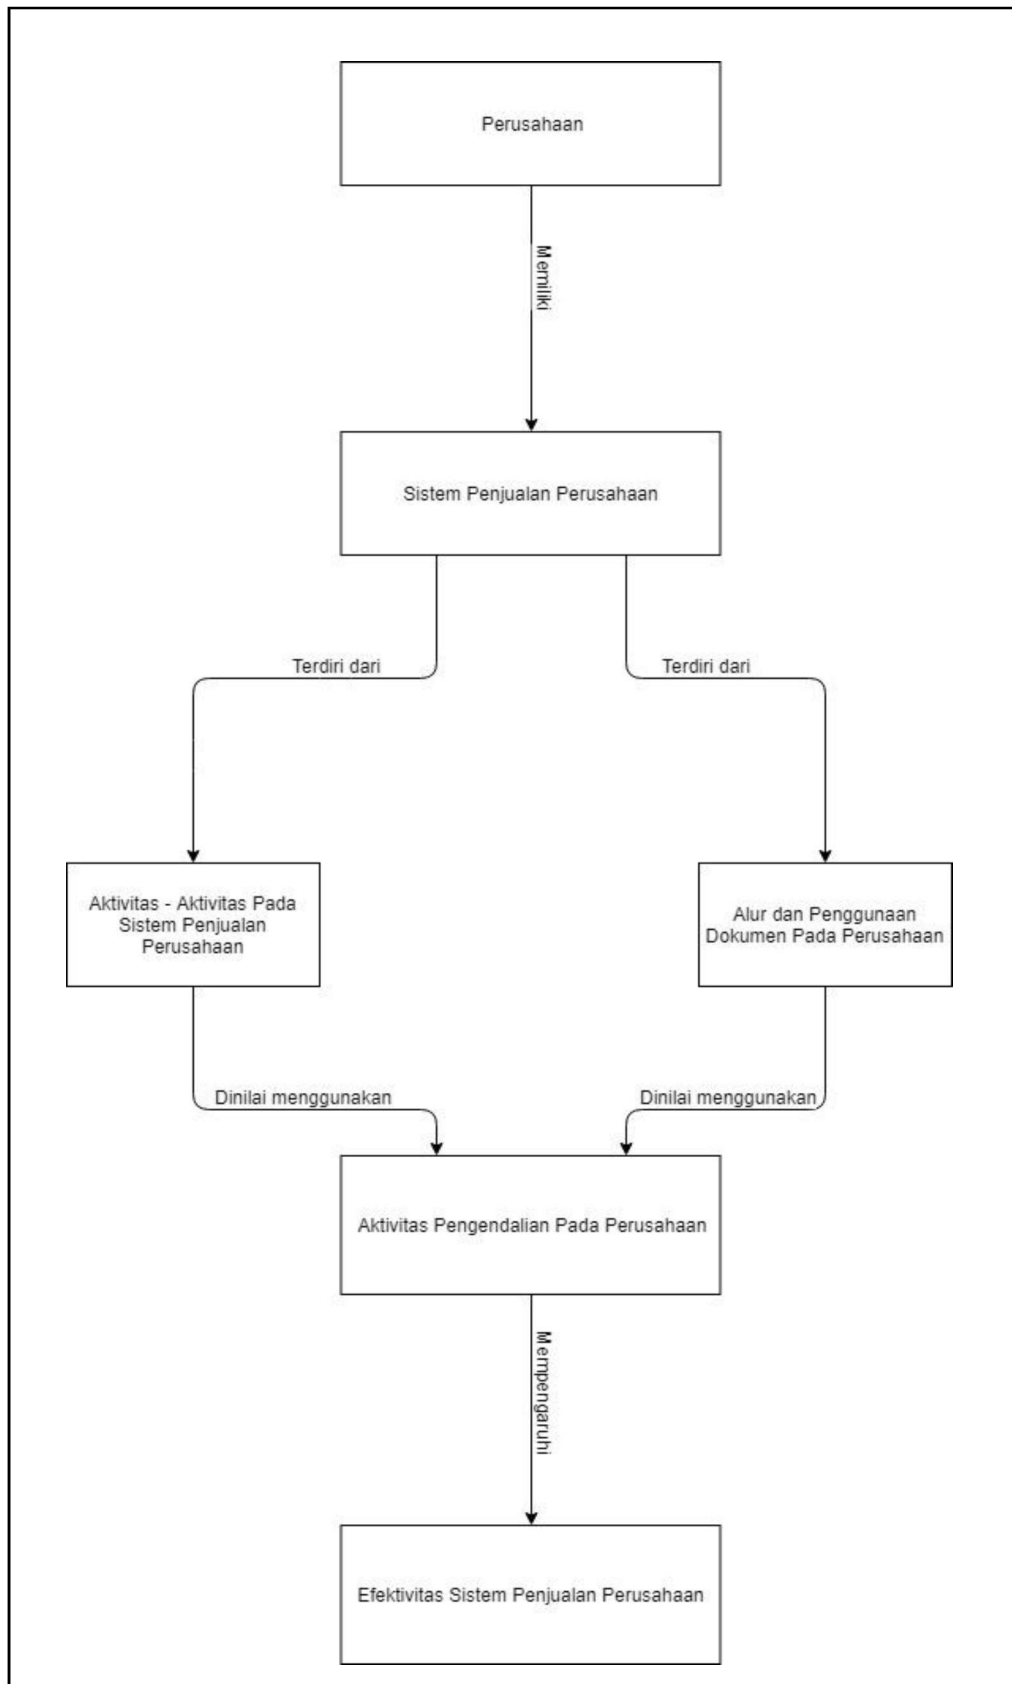 Perusahaan
Memiliki
Sistem Penjualan Perusahaan
Terdiri dari
Terdiri dari
Aktivitas - Aktivitas Pada
Sistem Penjualan
Perusahaan
Alur dan Penggunaan
Dokumen Pada Perusahaan
Dinilai menggunakan
Dinilai menggunakan
Aktivitas Pengendalian Pada Perusahaan
Mempengaruhi
Efektivitas Sistem Penjualan Perusahaan